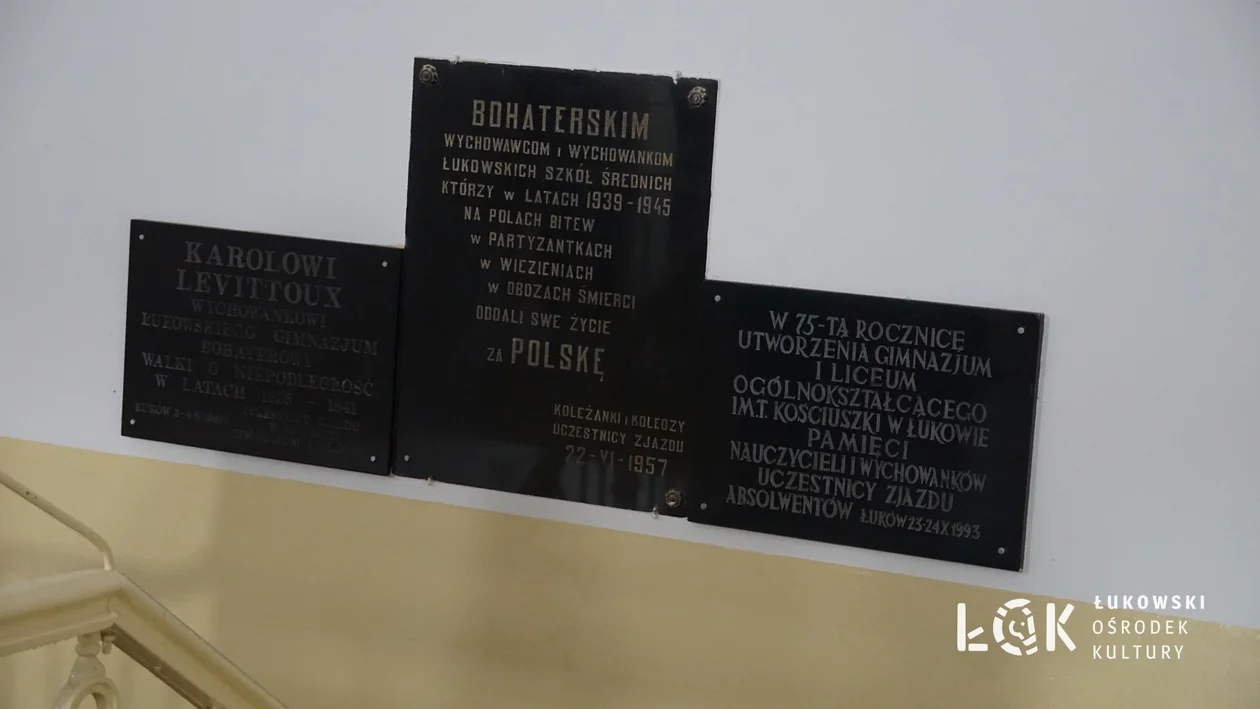 KAROLOWI
LEVITTOUX
WYCHOWANKOWI
ŁUKOWSKIEGO GIMNAZJUM
BOHATEROWI
WALKI O NIEPODLEGŁOŚĆ
W LATACH - 1841
BOHATERSKIM
WYCHOWAWCOM i WYCHOWANKOM
ŁUKOWSKICH SZKÓŁ ŚREDNICH
KTÓRZY w LATACH 1939-1945
NA POLACH BITEW
w PARTYZANTKACH
w WIEZIENIACH
w OBOZACH ŚMIERCI
ODDALI SWE ŻYCIE
ZA POLSKĘ
KOLEŻANKI i KOLEDZY
UCZESTNICY ZJAZDU
22-VI-1957
W 75-TĄ ROCZNICĘ
UTWORZENIA GIMNAZJUM
I LICEUM
OGÓLNOKSZTAŁCĄCEGO
IM.T. KOŚCIUSZKI W ŁUKOWIE
PAMIĘCI
NAUCZYCIELI I WYCHOWANKÓW
UCZESTNICY ZJAZDU
ABSOLWENTÓW ŁUKÓW 23-24 X 1993
ŁOK
ŁUKOWSKI
OŚRODEK
KULTURY